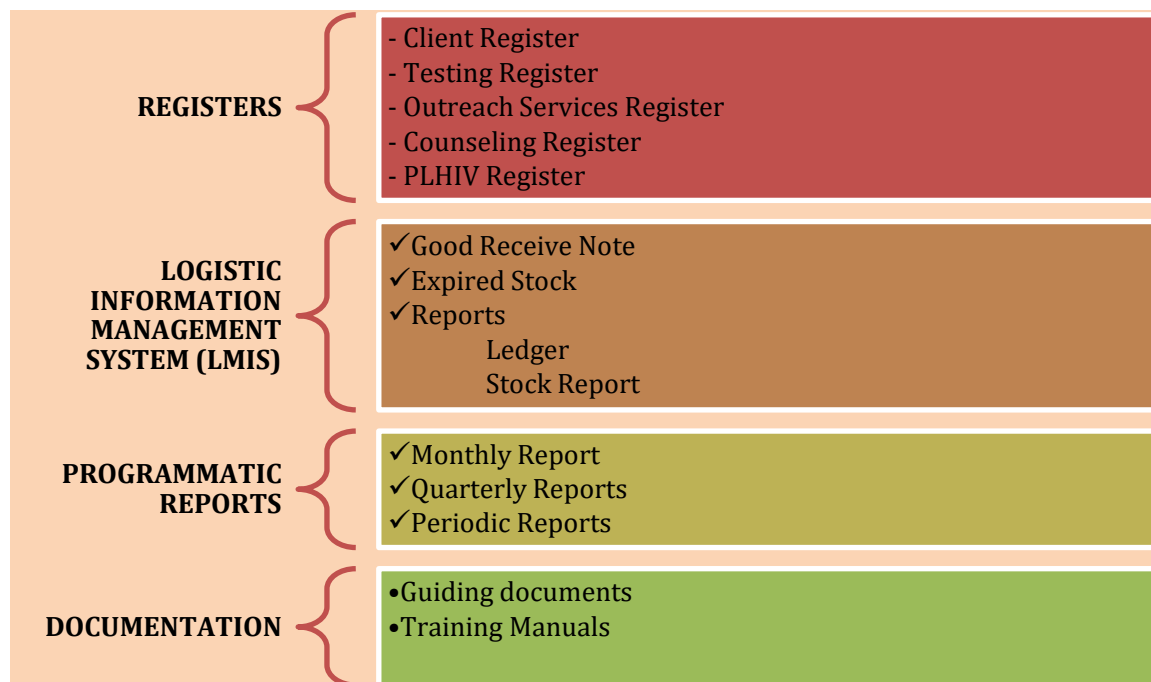 REGISTERS
- Client Register
- Testing Register
- Outreach Services Register
- Counseling Register
- PLHIV Register
LOGISTIC
INFORMATION
MANAGEMENT
SYSTEM (LMIS)
✓Good Receive Note
✓Expired Stock
✓Reports
Ledger
Stock Report
PROGRAMMATIC
REPORTS
✓Monthly Report
✓Quarterly Reports
✓Periodic Reports
DOCUMENTATION
•Guiding documents
•Training Manuals